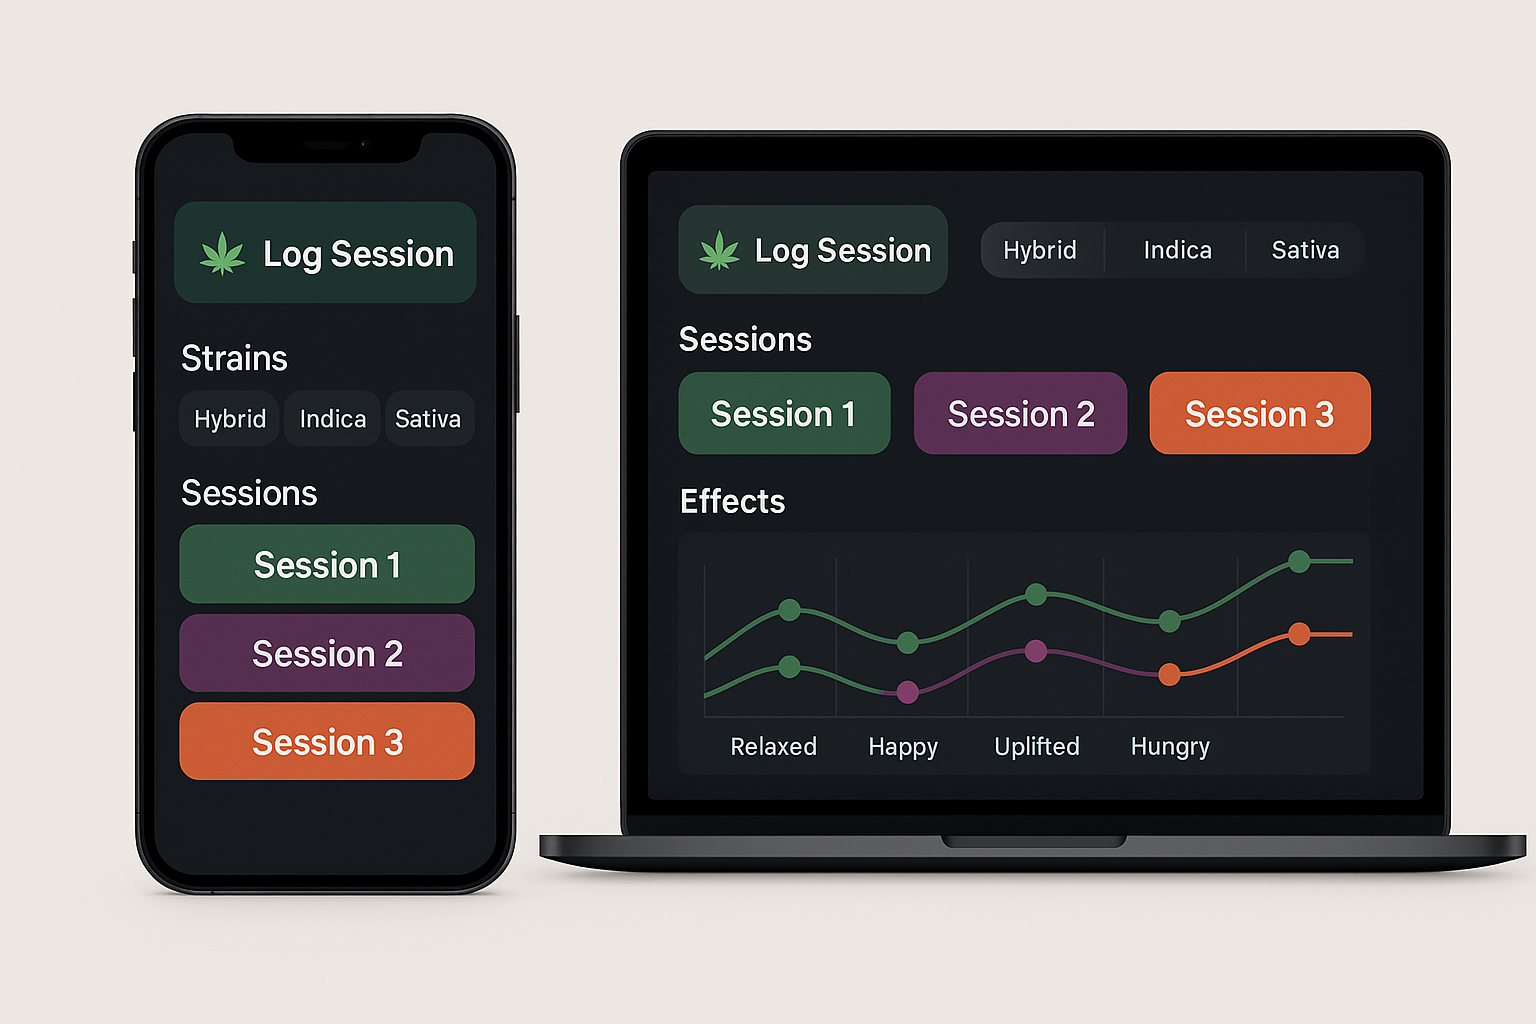 Log Session
Strains
Hybrid Indica Sativa
Sessions
Session 1
Session 2
Session 3
Log Session
Hybrid Indica Sativa
Sessions
Session 1 Session 2 Session 3
Effects
Relaxed Happy Uplifted Hungry